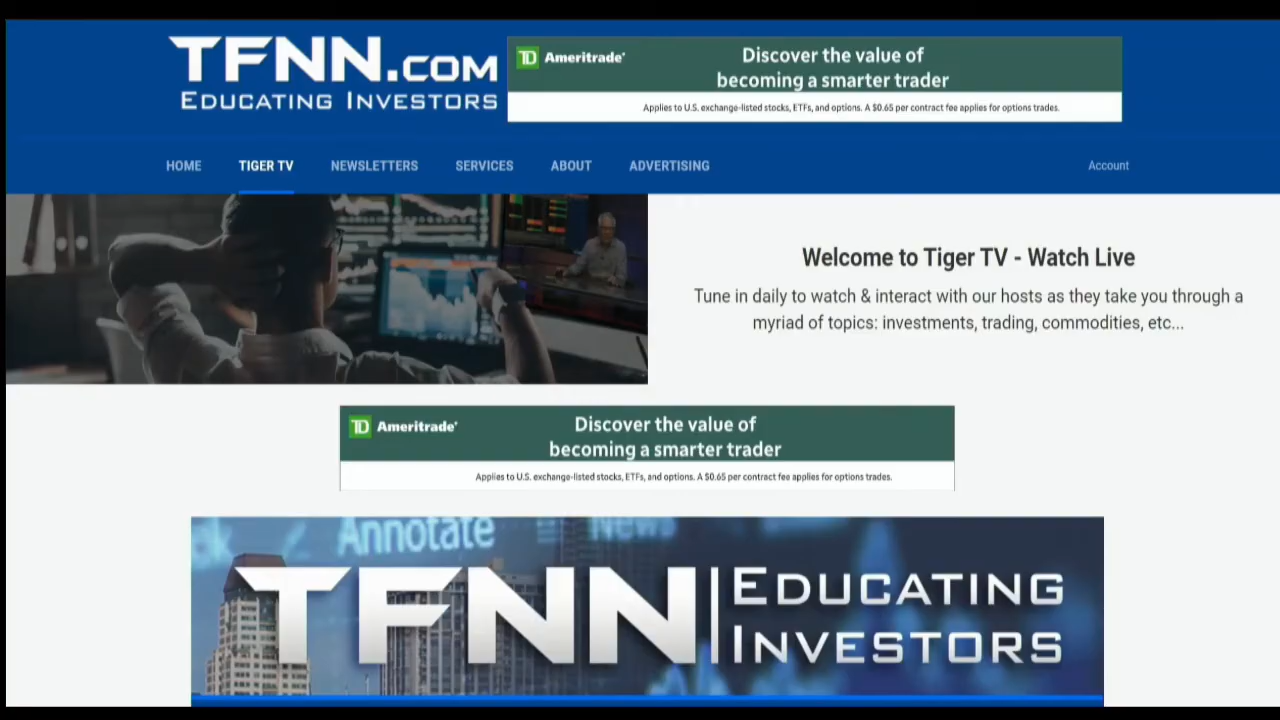 TFNN.COM
EDUCATING INVESTORS
TD Ameritrade
Discover the value of
becoming a smarter trader
Applies to U.S. exchange-listed stocks, ETFs, and options. A $0.65 per contract fee applies for options trades.
HOME TIGER TV NEWSLETTERS SERVICES ABOUT ADVERTISING Account
Welcome to Tiger TV - Watch Live
Tune in daily to watch & interact with our hosts as they take you through a
myriad of topics: investments, trading, commodities, etc...
TD Ameritrade
Discover the value of
becoming a smarter trader
Applies to U.S. exchange-listed stocks, ETFs, and options. A $0.65 per contract fee applies for options trades.
Annotate News
TFNN EDUCATING
INVESTORS